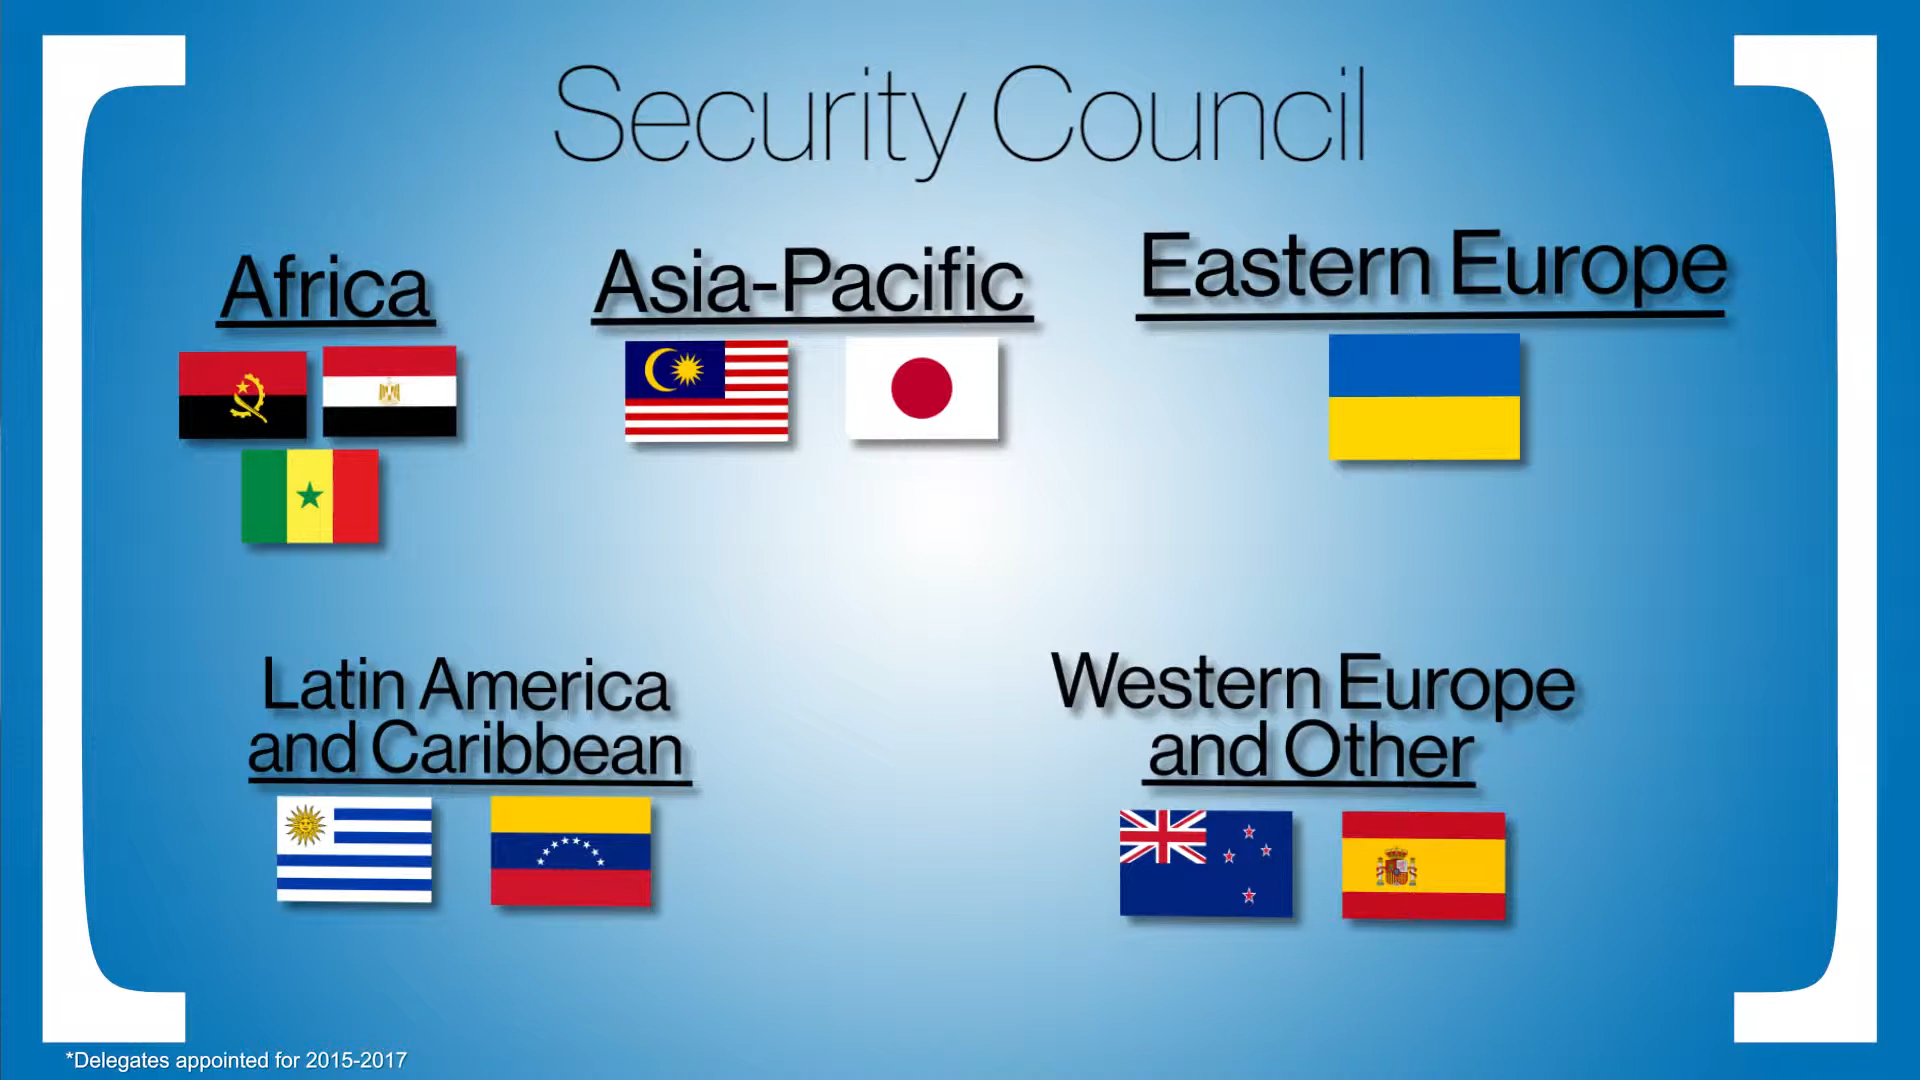 Security Council
Africa
Asia-Pacific
Eastern Europe
Latin America
and Caribbean
Western Europe
and Other
*Delegates appointed for 2015-2017